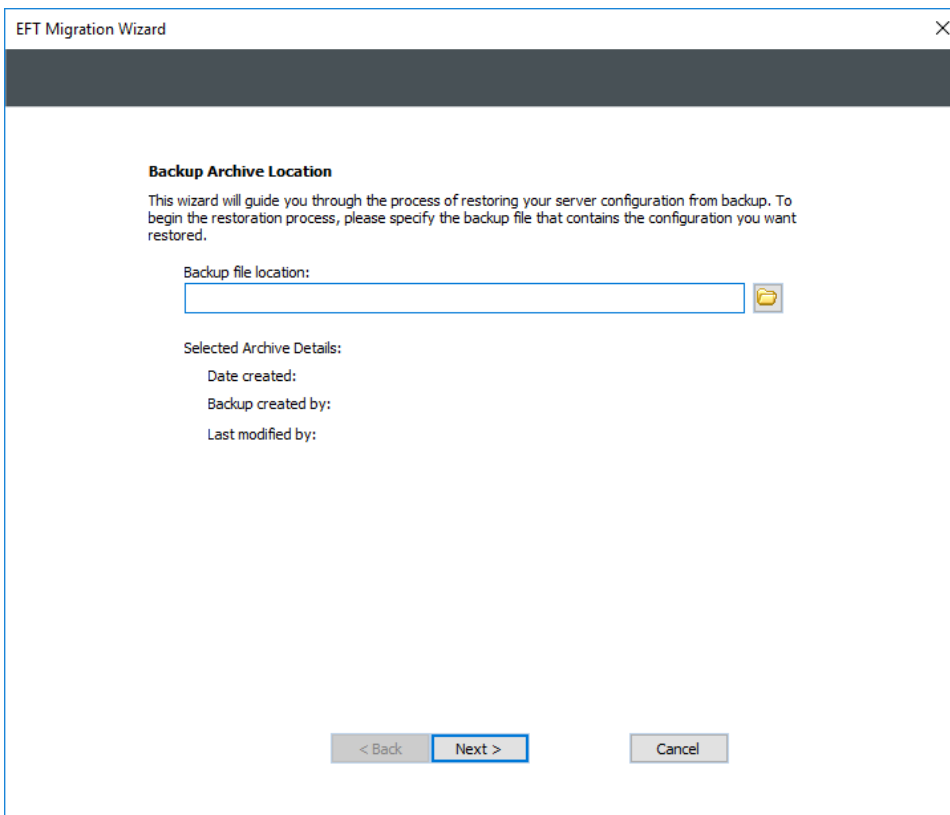 EFT Migration Wizard
Backup Archive Location
This wizard will guide you through the process of restoring your server configuration from backup. To
begin the restoration process, please specify the backup file that contains the configuration you want
restored.
Backup file location:
Selected Archive Details:
Date created:
Backup created by:
Last modified by:
< Back Next > Cancel